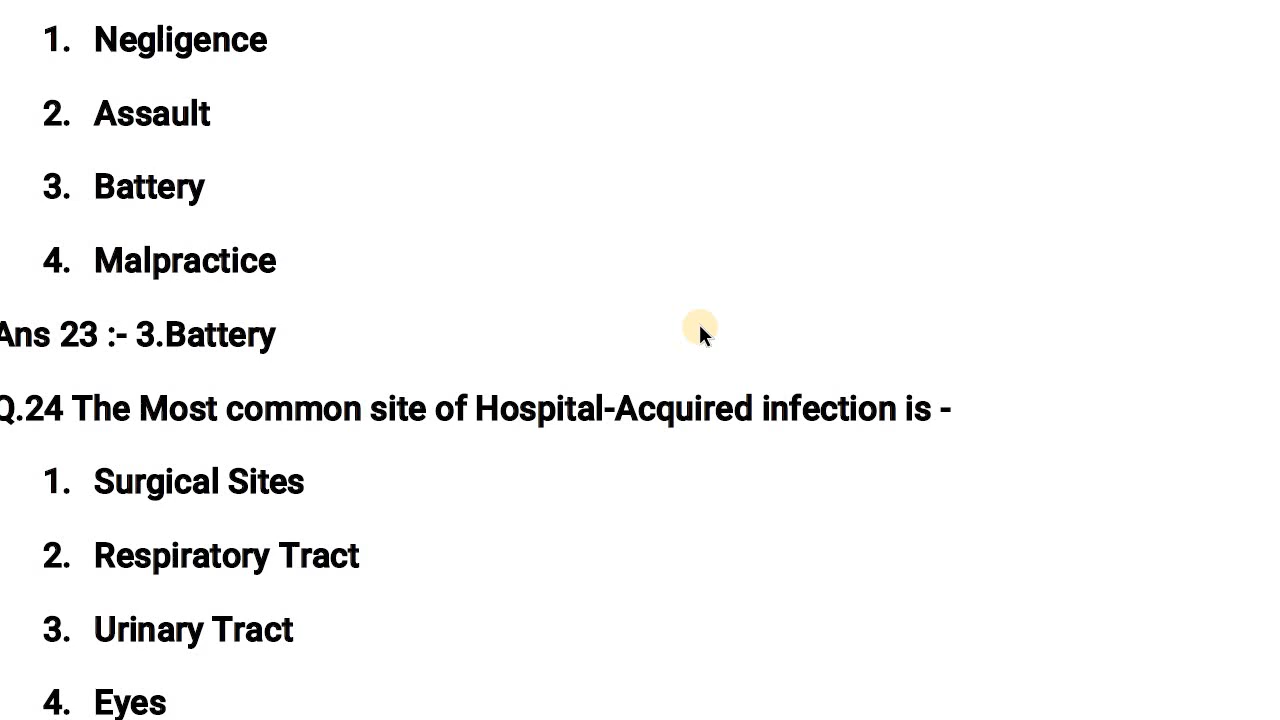 1. Negligence
2. Assault
3. Battery
4. Malpractice
Ans 23 :- 3.Battery
Q.24 The Most common site of Hospital-Acquired infection is -
1. Surgical Sites
2. Respiratory Tract
3. Urinary Tract
4. Eyes